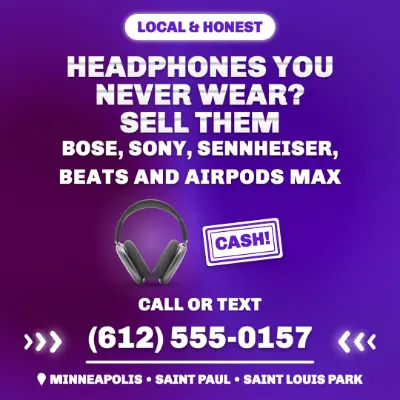 LOCAL & HONEST
HEADPHONES YOU
NEVER WEAR?
SELL THEM
BOSE, SONY, SENNHEISER,
BEATS AND AIRPODS MAX
CASH!
CALL OR TEXT
(612) 555-0157
MINNEAPOLIS • SAINT PAUL • SAINT LOUIS PARK